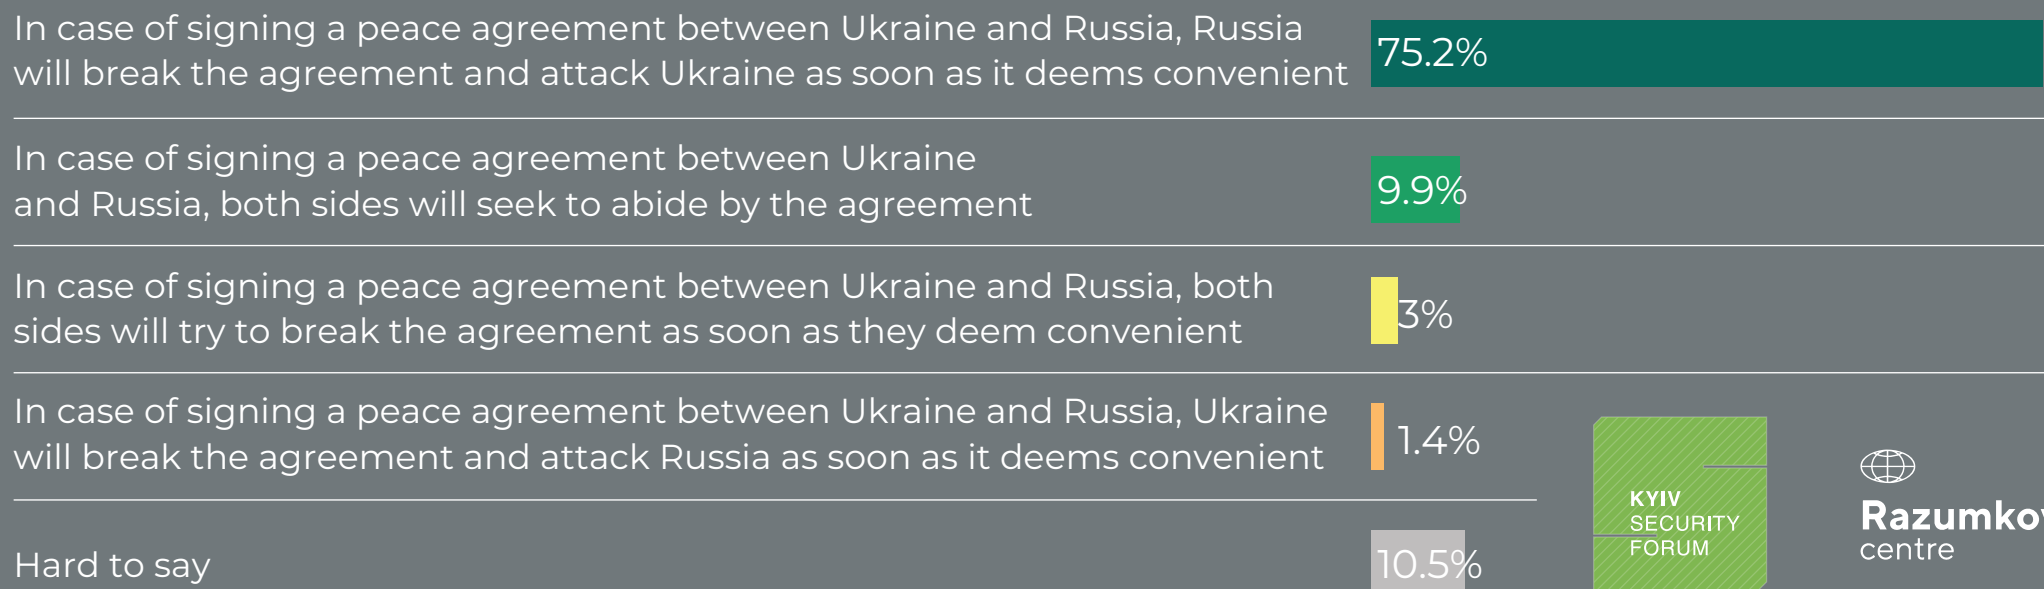 In case of signing a peace agreement between Ukraine and Russia, Russia
will break the agreement and attack Ukraine as soon as it deems convenient
75.2%
In case of signing a peace agreement between Ukraine
and Russia, both sides will seek to abide by the agreement
9.9%
In case of signing a peace agreement between Ukraine and Russia, both
sides will try to break the agreement as soon as they deem convenient
3%
In case of signing a peace agreement between Ukraine and Russia, Ukraine
will break the agreement and attack Russia as soon as it deems convenient
1.4%
Hard to say
10.5%
KYIV
SECURITY
FORUM
Razumkov
centre